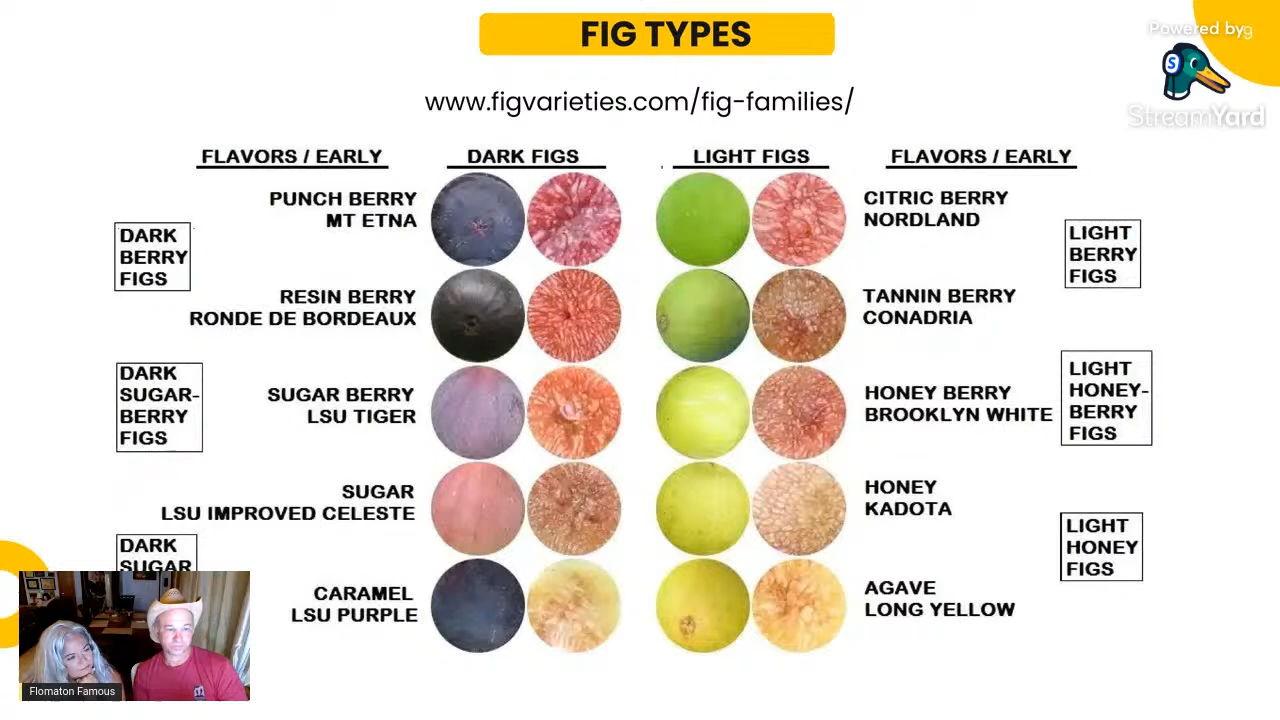 FIG TYPES
Powered by
StreamYard
www.figvarieties.com/fig-families/
FLAVORS / EARLY
DARK FIGS
LIGHT FIGS
FLAVORS / EARLY
PUNCH BERRY
MT ETNA
CITRIC BERRY
NORDLAND
DARK
BERRY
FIGS
LIGHT
BERRY
FIGS
RESIN BERRY
RONDE DE BORDEAUX
TANNIN BERRY
CONADRIA
DARK
SUGAR-
BERRY
FIGS
SUGAR BERRY
LSU TIGER
HONEY BERRY
BROOKLYN WHITE
LIGHT
HONEY-
BERRY
FIGS
SUGAR
LSU IMPROVED CELESTE
HONEY
KADOTA
DARK
SUGAR
LIGHT
HONEY
FIGS
CARAMEL
LSU PURPLE
AGAVE
LONG YELLOW
Flomaton Famous